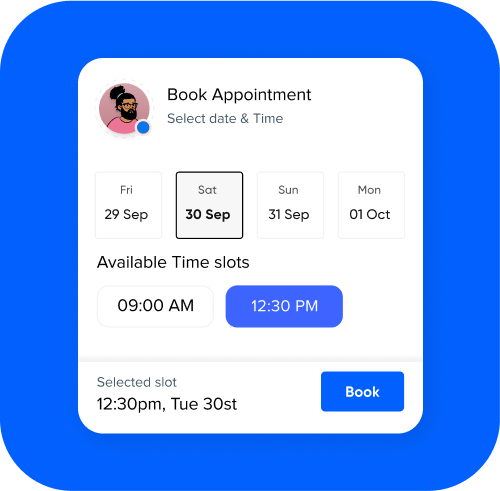 Book Appointment
Select date & Time
Fri Sat Sun Mon
29 Sep 30 Sep 31 Sep 01 Oct
Available Time slots
09:00 AM 12:30 PM
Selected slot
12:30pm, Tue 30st
Book